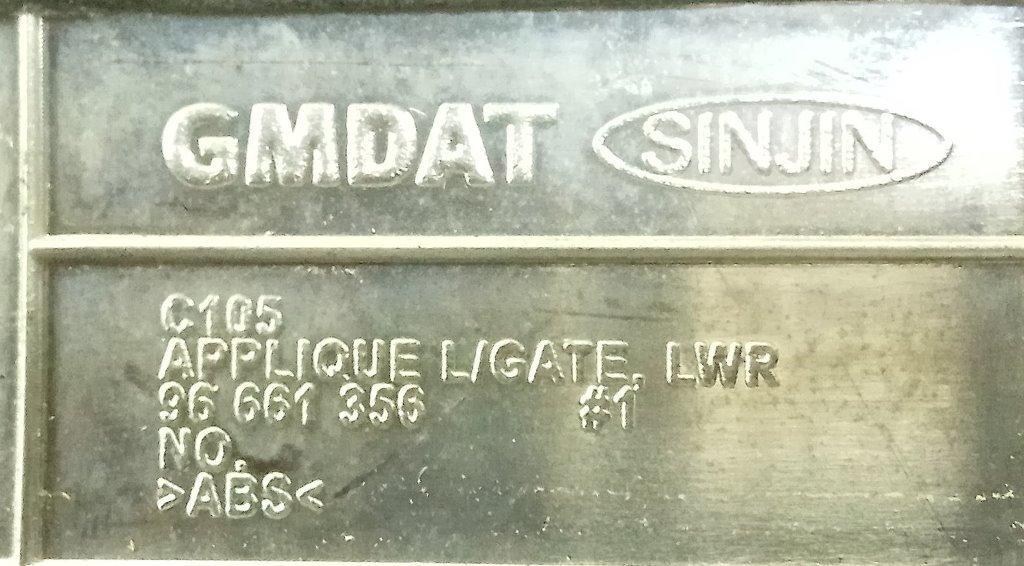 GMDAT SINJIN
C105
APPLIQUE L/GATE, LWR
96 661 356 #1
NO.
>ABS<